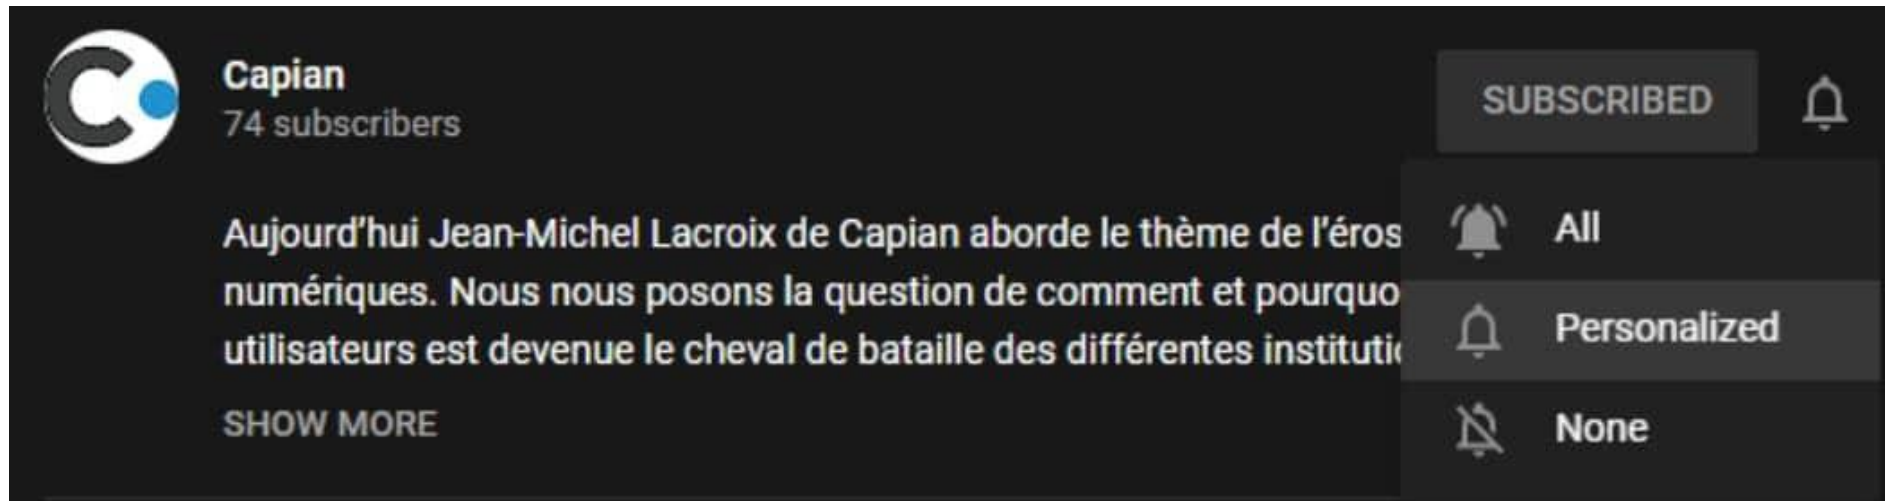 Capian
74 subscribers
SUBSCRIBED
Aujourd'hui Jean-Michel Lacroix de Capian aborde le thème de l'éros
numériques. Nous nous posons la question de comment et pourquo
utilisateurs est devenue le cheval de bataille des différentes instituti
SHOW MORE
All
Personalized
None